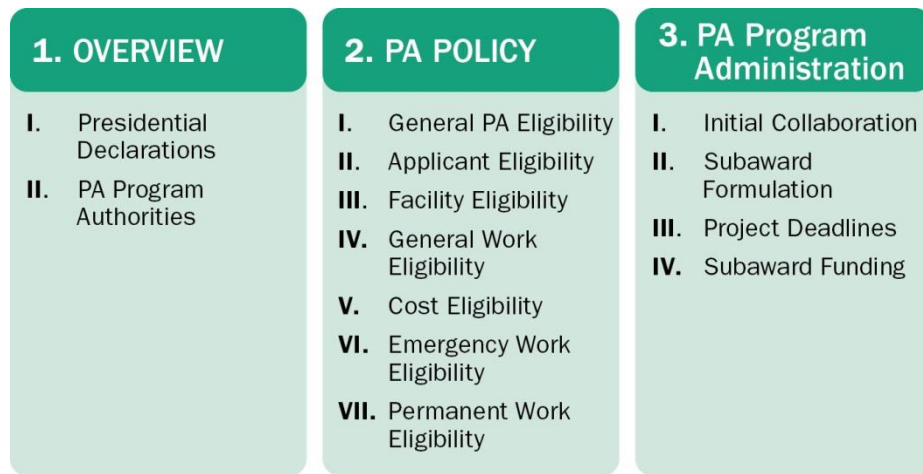 1. OVERVIEW
I. Presidential
Declarations
II. PA Program
Authorities
2. PA POLICY
I. General PA Eligibility
II. Applicant Eligibility
III. Facility Eligibility
IV. General Work
Eligibility
V. Cost Eligibility
VI. Emergency Work
Eligibility
VII. Permanent Work
Eligibility
3. PA Program
Administration
I. Initial Collaboration
II. Subaward
Formulation
III. Project Deadlines
IV. Subaward Funding